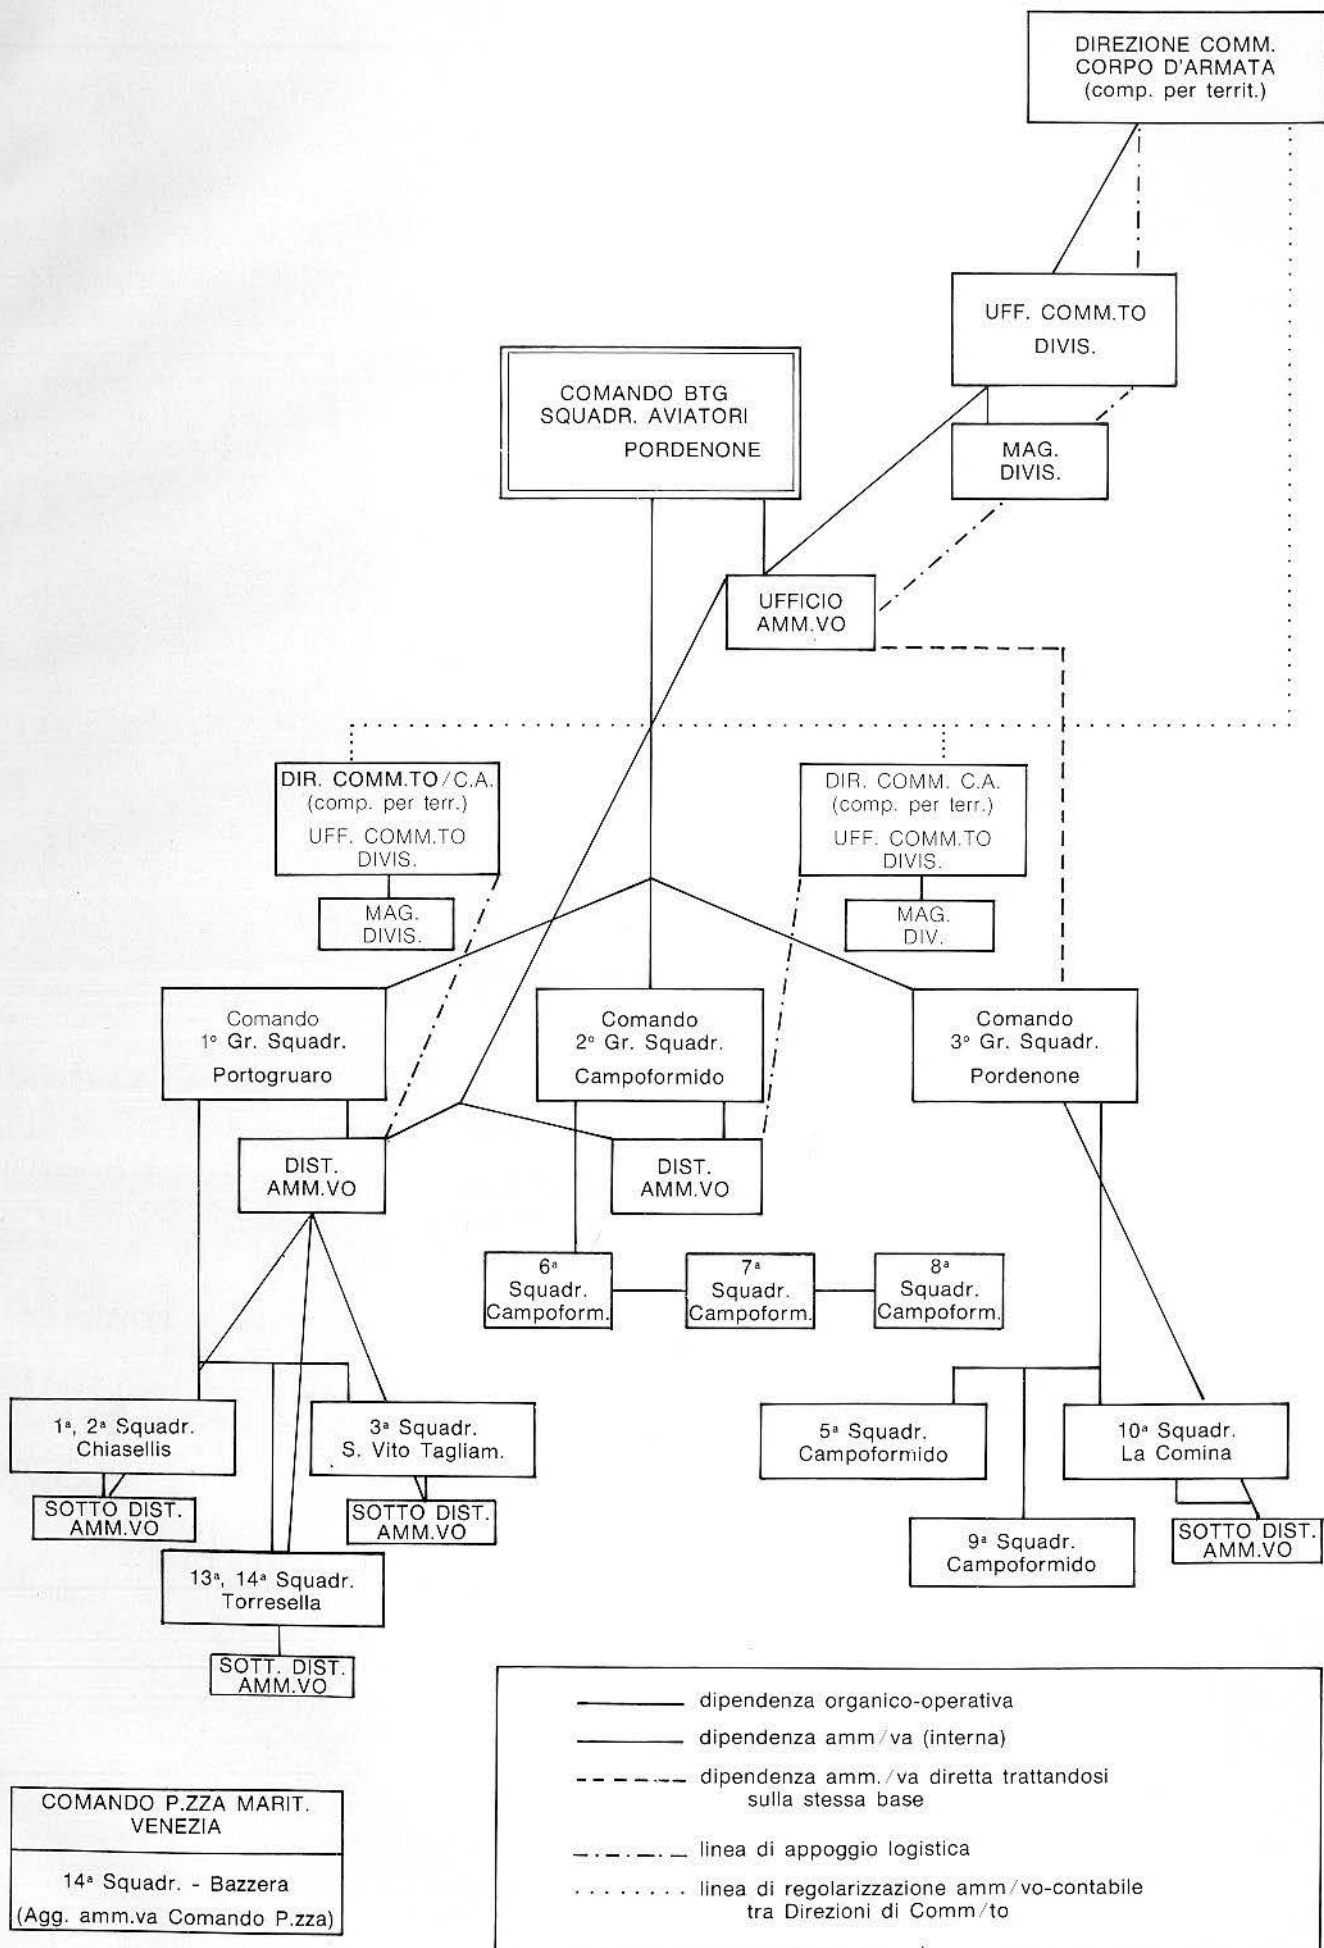 DIREZIONE COMM.
CORPO D'ARMATA
(comp. per territ.)
UFF. COMM.TO
DIVIS.
COMANDO BTG
SQUADR. AVIATORI
PORDENONE
MAG.
DIVIS.
UFFICIO
AMM.VO
DIR. COMM.TO/C.A.
(comp. per terr.)
UFF. COMM.TO
DIVIS.
MAG.
DIVIS.
DIR. COMM. C.A.
(comp. per terr.)
UFF. COMM.TO
DIVIS.
MAG.
DIV.
Comando
1º Gr. Squadr.
Portogruaro
Comando
2º Gr. Squadr.
Campoformido
Comando
3º Gr. Squadr.
Pordenone
DIST.
AMM.VO
DIST.
AMM.VO
6ª
Squadr.
Campoform.
7ª
Squadr.
Campoform.
8ª
Squadr.
Campoform.
1ª, 2ª Squadr.
Chiasellis
3ª Squadr.
S. Vito Tagliam.
5ª Squadr.
Campoformido
10ª Squadr.
La Comina
SOTTO DIST.
AMM.VO
SOTTO DIST.
AMM.VO
9ª Squadr.
Campoformido
SOTTO DIST.
AMM.VO
13ª, 14ª Squadr.
Torresella
SOTT. DIST.
AMM.VO
dipendenza organico-operativa
dipendenza amm/va (interna)
dipendenza amm./va diretta trattandosi
sulla stessa base
linea di appoggio logistica
linea di regolarizzazione amm/vo-contabile
tra Direzioni di Comm/to
COMANDO P.ZZA MARIT.
VENEZIA
14ª Squadr. - Bazzera
(Agg. amm.va Comando P.zza)